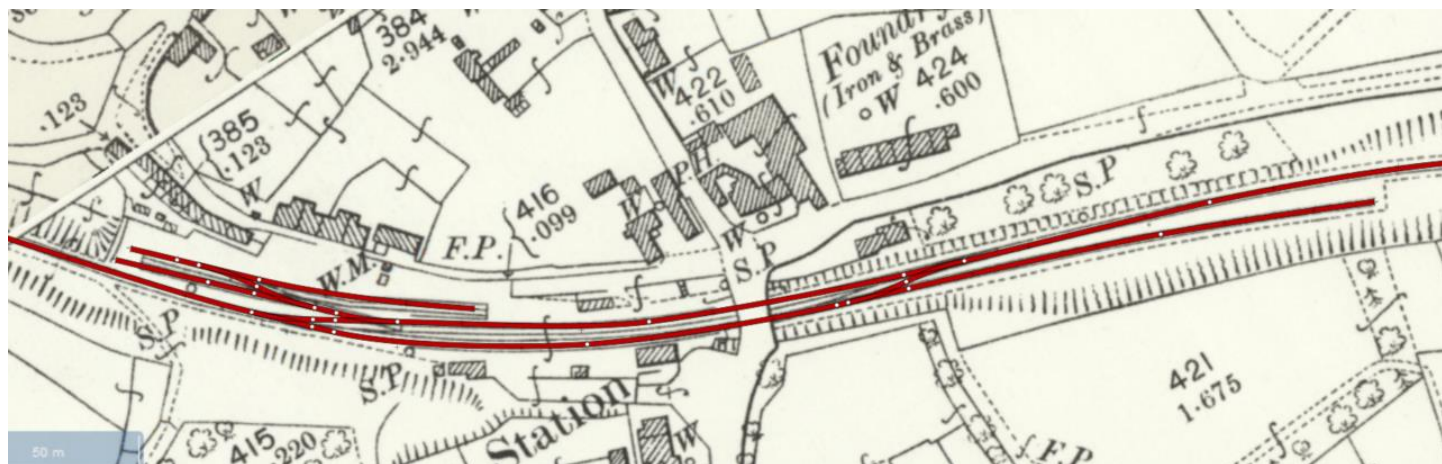 384
2·944
W
422
·610
Foundry
(Iron & Brass)
W 424
·600
·123
385
·123
W
416
·099
W
P.H.
S.P
F.P.
W
S.P
W.M.
S.P
S.P.
Station
421
1·675
415
·220
W
F.P.
50 m